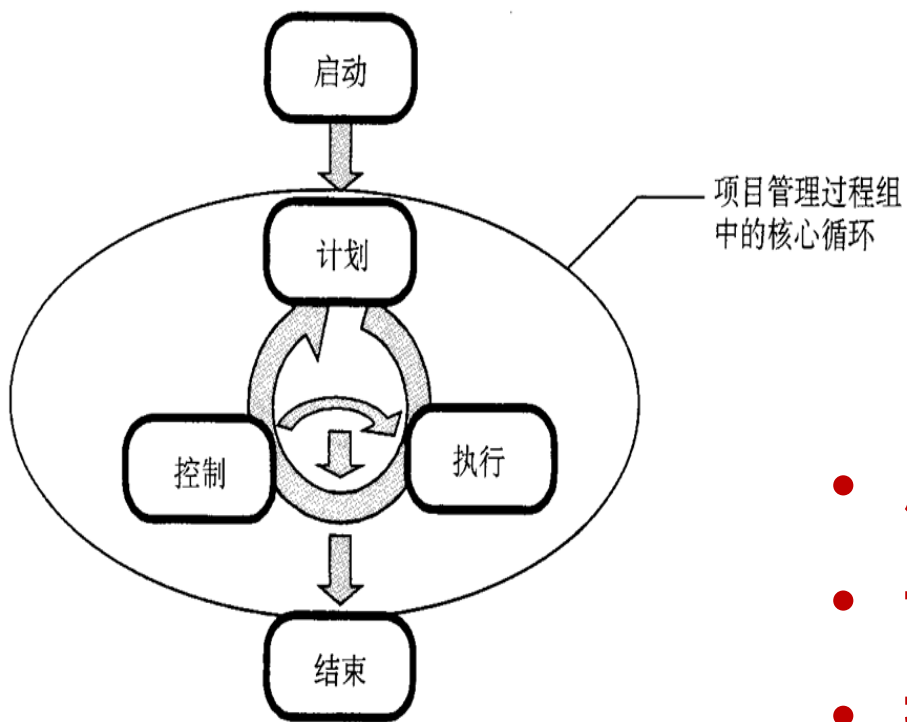 启动
项目管理过程组
中的核心循环
计划
控制
执行
结束